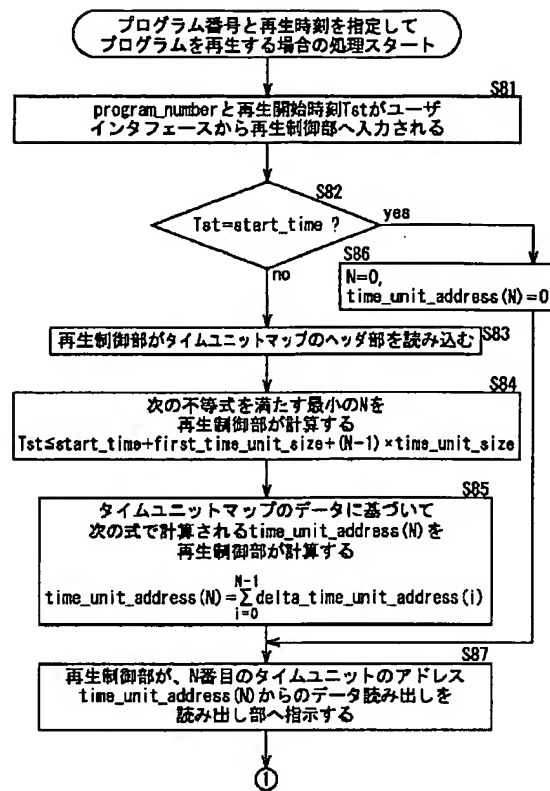 プログラム番号と再生時刻を指定して
プログラムを再生する場合の処理スタート
S81
program_numberと再生開始時刻Tstがユーザ
インタフェースから再生制御部へ入力される
S82
Tst=start_time ?
yes
no
S86
N=0,
time_unit_address(N)=0
再生制御部がタイムユニットマップのヘッダ部を読み込む
S83
S84
次の不等式を満たす最小のNを
再生制御部が計算する
Tst≦start_time+first_time_unit_size+(N-1)×time_unit_size
S85
タイムユニットマップのデータに基づいて
次の式で計算されるtime_unit_address(N)を
再生制御部が計算する
N-1
time_unit_address(N)=Σdelta_time_unit_address(i)
i=0
S87
再生制御部が、N番目のタイムユニットのアドレス
time_unit_address(N)からのデータ読み出しを
読み出し部へ指示する
①